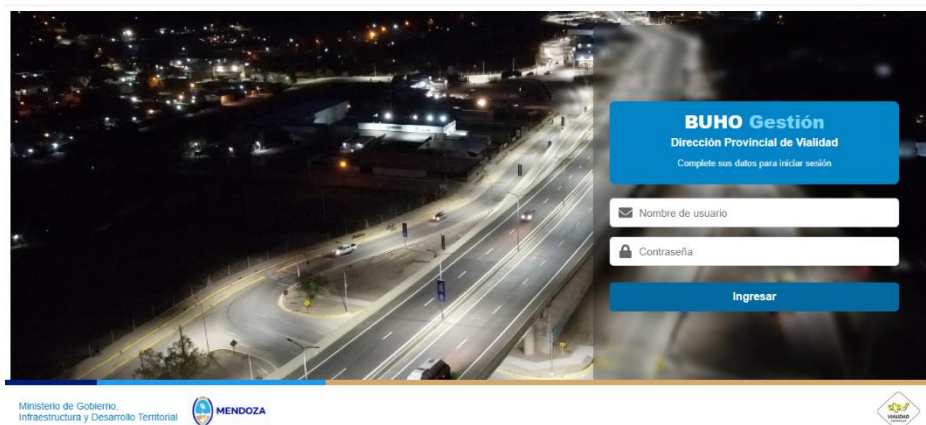 BUHO Gestión
Dirección Provincial de Vialidad
Complete sus datos para iniciar sesión
Nombre de usuario
Contraseña
Ingresar
Ministerio de Gobierno,
Infraestructura y Desarrollo Territorial
MENDOZA
VIALIDAD